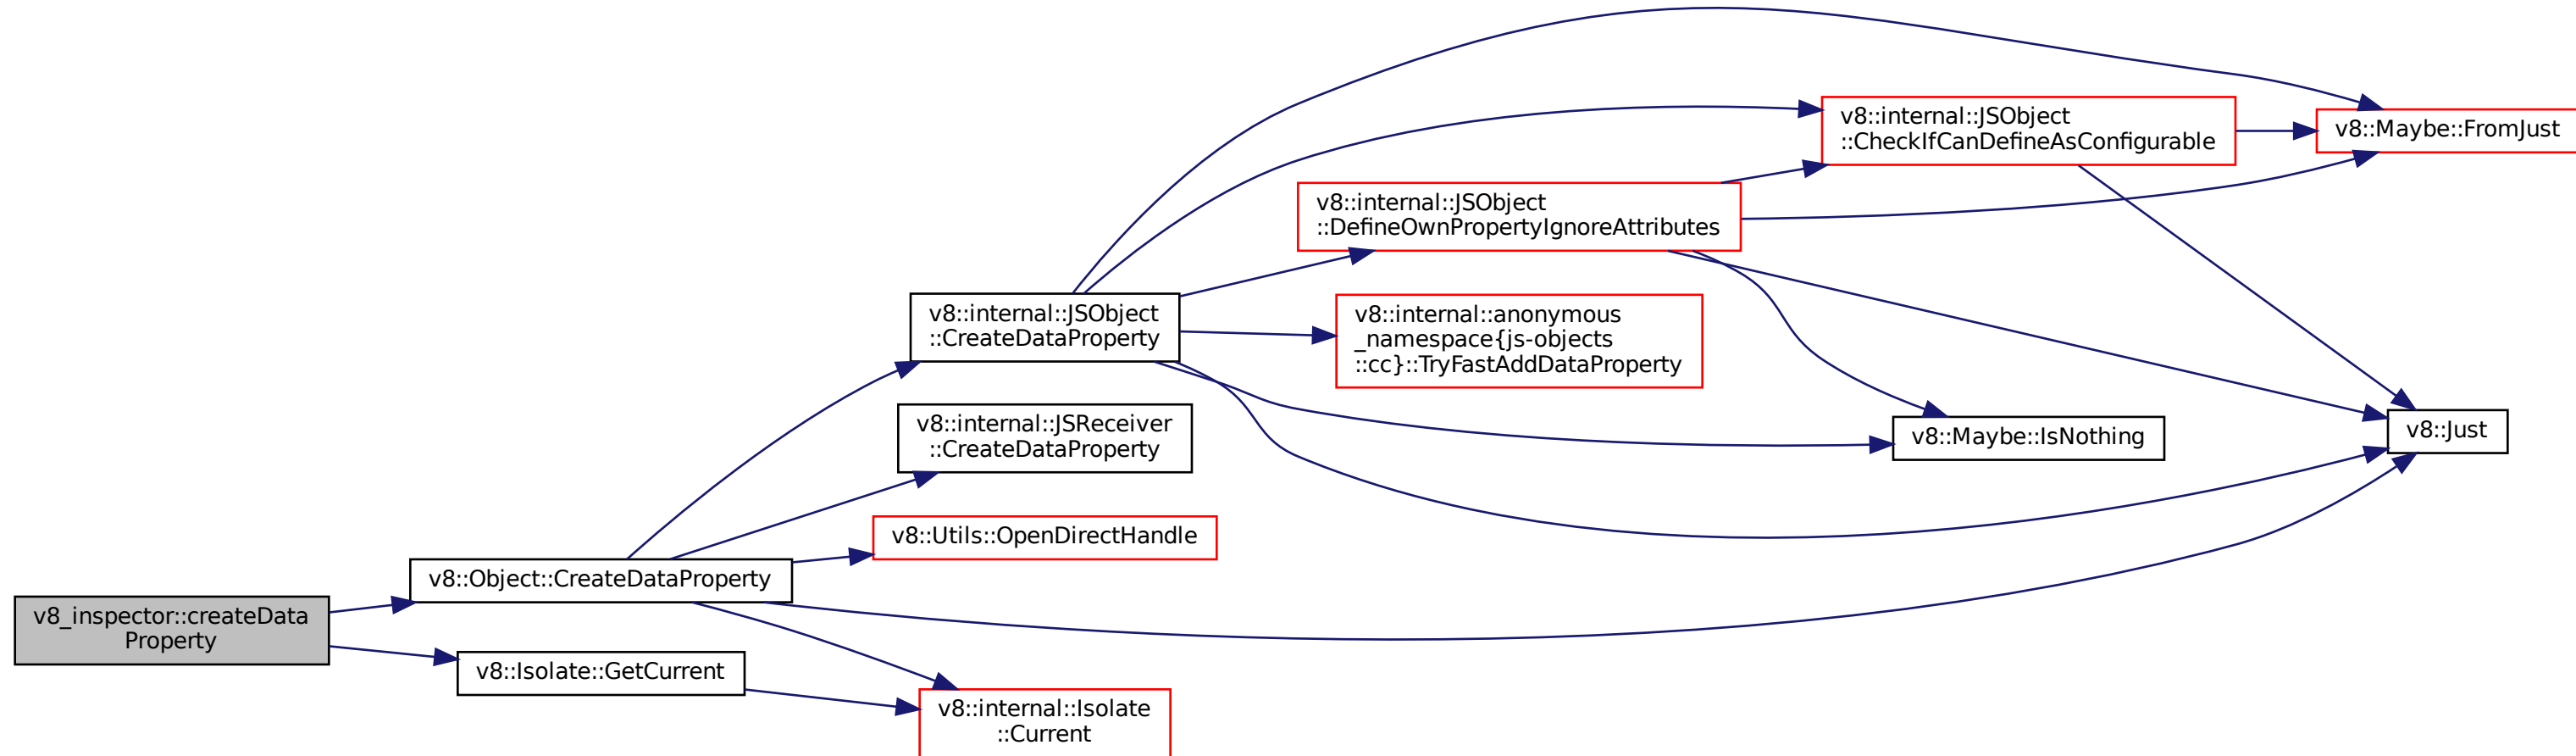 v8_inspector::createData
Property
v8::Object::CreateDataProperty
v8::Isolate::GetCurrent
v8::internal::JSObject
::CreateDataProperty
v8::internal::JSReceiver
::CreateDataProperty
v8::Utils::OpenDirectHandle
v8::internal::Isolate
::Current
v8::internal::JSObject
::DefineOwnPropertyIgnoreAttributes
v8::internal::anonymous
_namespace{js-objects
::cc}::TryFastAddDataProperty
v8::internal::JSObject
::CheckIfCanDefineAsConfigurable
v8::Maybe::IsNothing
v8::Maybe::FromJust
v8::Just